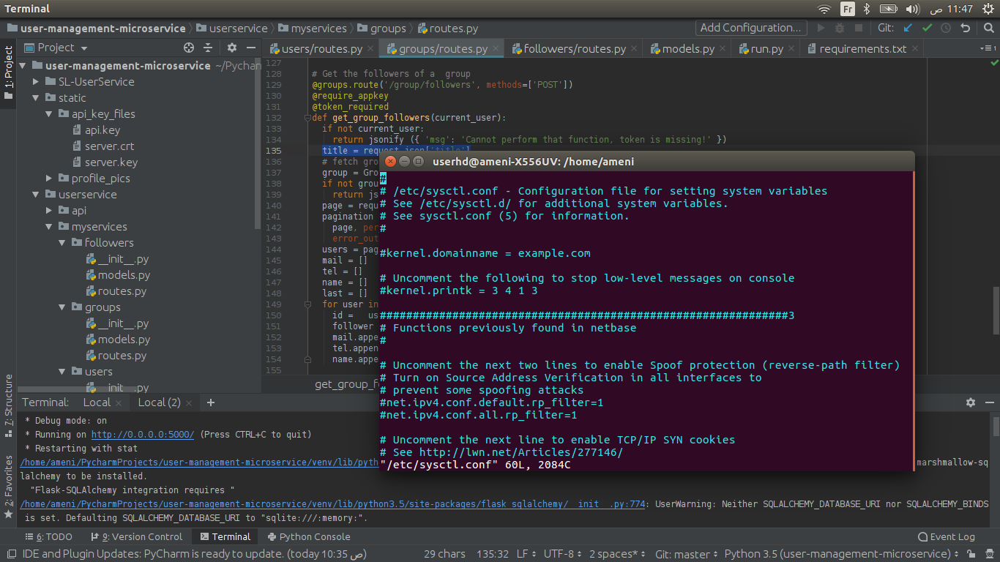 Terminal
Fr
ص 11:47
user-management-microservice
userservice
myservices
groups
routes.py
Add Configuration...
Git:
1: Project
7: Structure
2: Favorites
Project
users/routes.py
groups/routes.py
followers/routes.py
models.py
run.py
requirements.txt
1
user-management-microservice ~/Pychar
SL-UserService
static
api_key_files
api.key
server.crt
server.key
profile_pics
userservice
api
myservices
followers
__init__.py
models.py
routes.py
groups
__init__.py
models.py
routes.py
users
__init__.py
127
128 # Get the followers of a  group
129 @groups.route('/group/followers', methods=['POST'])
130 @require_appkey
131 @token_required
132 def get_group_followers(current_user):
133 if not current_user:
134 return jsonify ({ 'msg': 'Cannot perform that function, token is missing!' })
135 title = request.json['title']
136 # fetch gro
137 group = Gro
138 if not grou
139 return js
140 page = requ
141 pagination
142 page, per
143 error_out
144 users = pag
145 mail = []
146 tel = []
147 name = []
148 last = []
149 for user in
150 id =   us
151 follower
152 mail.appe
153 tel.appen
154 name.appe
155
get_group_fo
userhd@ameni-X556UV: /home/ameni
#
# /etc/sysctl.conf - Configuration file for setting system variables
# See /etc/sysctl.d/ for additional system variables.
# See sysctl.conf (5) for information.
#
#kernel.domainname = example.com
# Uncomment the following to stop low-level messages on console
#kernel.printk = 3 4 1 3
##############################################################3
# Functions previously found in netbase
#
# Uncomment the next two lines to enable Spoof protection (reverse-path filter)
# Turn on Source Address Verification in all interfaces to
# prevent some spoofing attacks
#net.ipv4.conf.default.rp_filter=1
#net.ipv4.conf.all.rp_filter=1
# Uncomment the next line to enable TCP/IP SYN cookies
# See http://lwn.net/Articles/277146/
"/etc/sysctl.conf" 60L, 2084C
Terminal:
Local
Local (2)
* Debug mode: on
* Running on http://0.0.0.0:5000/ (Press CTRL+C to quit)
* Restarting with stat
/home/ameni/PycharmProjects/user-management-microservice/venv/lib/pyth
marshmallow-sq
lalchemy to be installed.
"Flask-SQLAlchemy integration requires "
/home/ameni/PycharmProjects/user-management-microservice/venv/lib/python3.5/site-packages/flask_sqlalchemy/__init__.py:774: UserWarning: Neither SQLALCHEMY_DATABASE_URI nor SQLALCHEMY_BINDS
is set. Defaulting SQLALCHEMY_DATABASE_URI to "sqlite:///:memory:".
6: TODO
9: Version Control
Terminal
Python Console
Event Log
IDE and Plugin Updates: PyCharm is ready to update. (today 10:35 ص)
29 chars
135:32
LF
UTF-8
2 spaces*
Git: master
Python 3.5 (user-management-microservice)